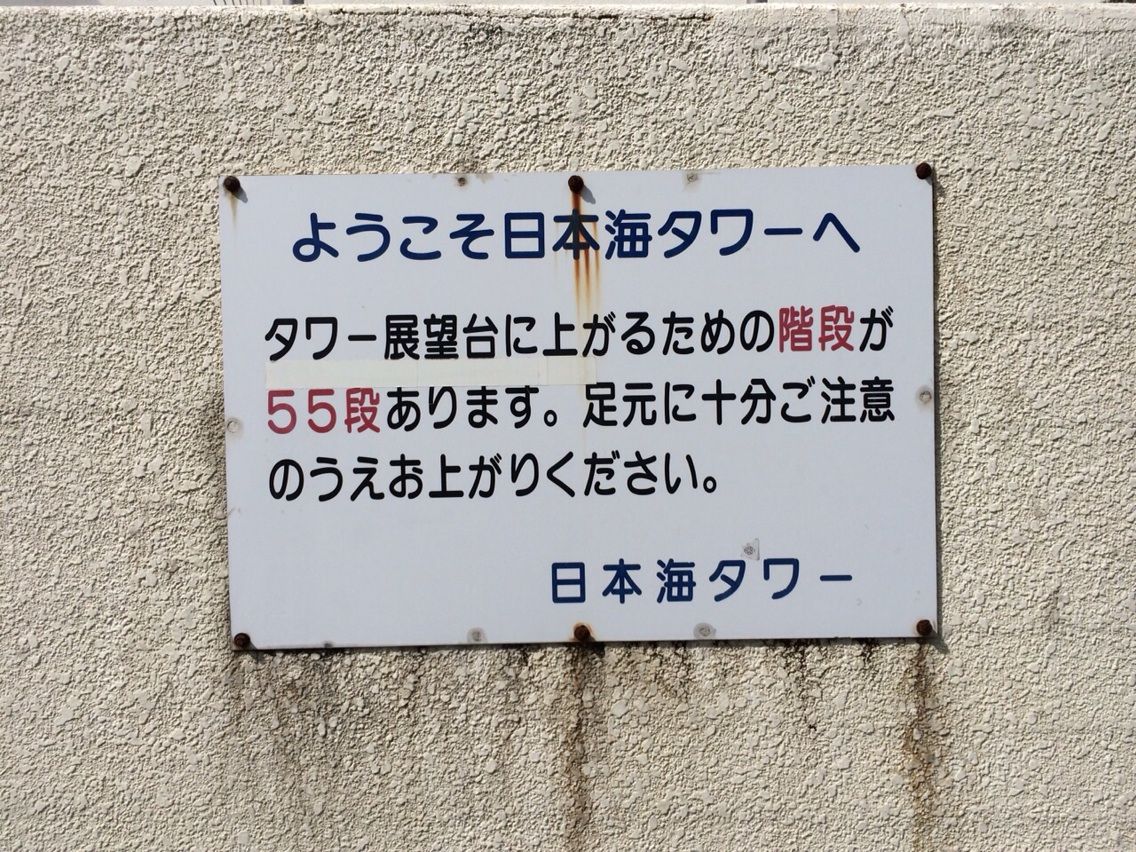 ようこそ日本海タワーへ
タワー展望台に上がるための階段が
55段あります。足元に十分ご注意
のうえお上がりください。
日本海タワー